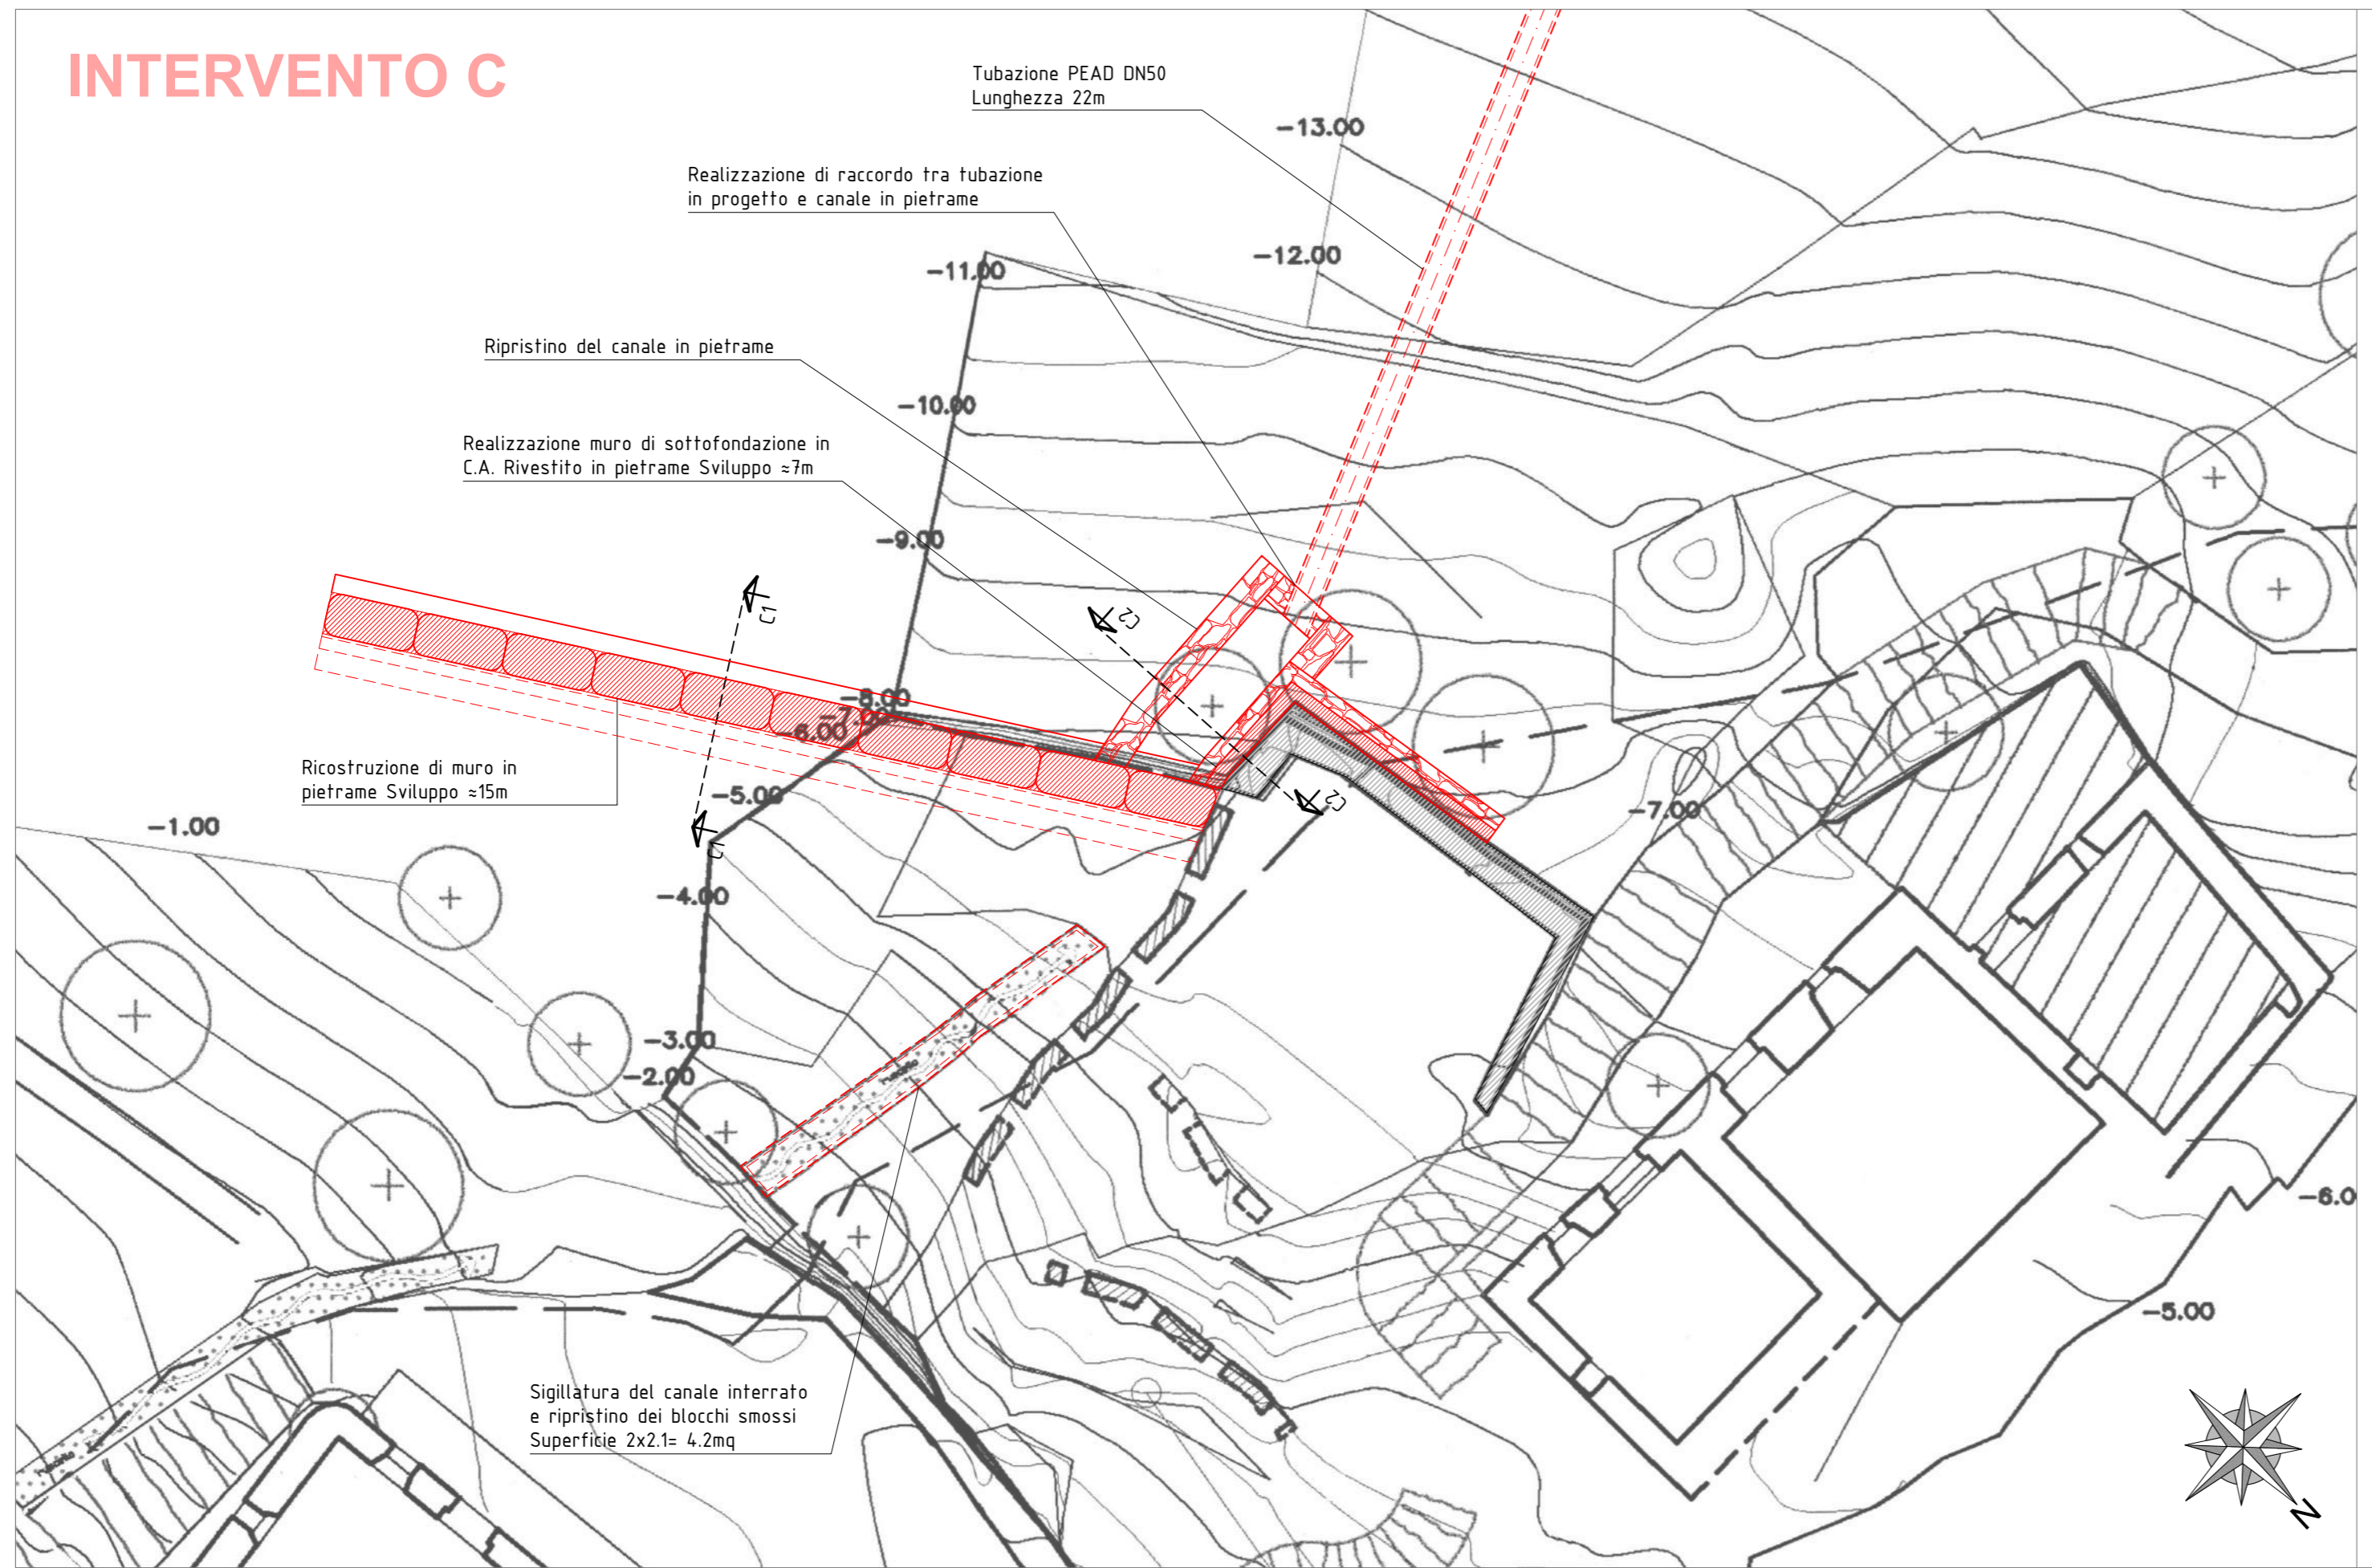 INTERVENTO C
Tubazione PEAD DN50
Lunghezza 22m
-13.00
Realizzazione di raccordo tra tubazione
in progetto e canale in pietrame
-12.00
-11.00
Ripristino del canale in pietrame
-10.00
Realizzazione muro di sottofondazione in
C.A. Rivestito in pietrame Sviluppo ≈7m
-9.00
C1
C2
-8.00
-7.00
-6.00
Ricostruzione di muro in
pietrame Sviluppo ≈15m
-5.00
C2
-7.00
-1.00
C1
-4.00
-3.00
-2.00
-6.0
-5.00
Sigillatura del canale interrato
e ripristino dei blocchi smossi
Superficie 2x2.1= 4.2mq
N